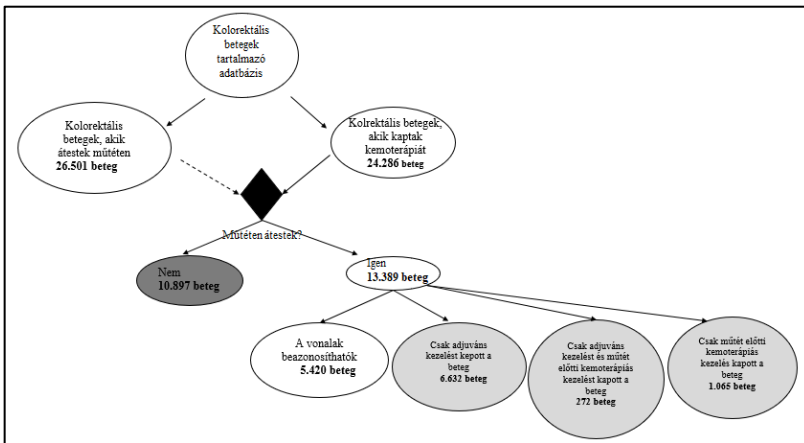 Kolorektális
betegek
tartalmazó
adatbázis
Kolorektális
betegek, akik
átestek műtéten
26.501 beteg
Kolrektális betegek,
akik kaptak
kemoterápiát
24.286 beteg
Műtéten átestek?
Nem
10.897 beteg
Igen
13.389 beteg
A vonalak
beazonosíthatók
5.420 beteg
Csak adjuváns
kezelést kepott a
beteg
6.632 beteg
Csak adjuváns
kezelést és műtét
előtti kemoterápiás
kezelést kapott a
beteg
272 beteg
Csak műtét előtti
kemoterápiás
kezelés kapott a
beteg
1.065 beteg